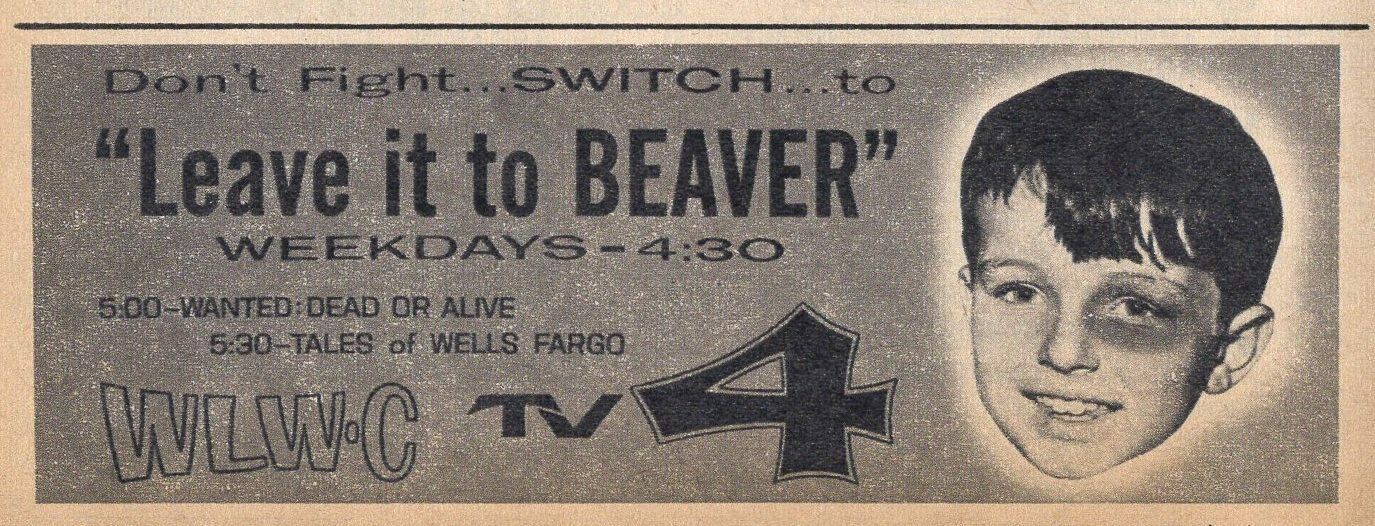 Don't Fight...SWITCH...to
"Leave it to BEAVER"
WEEKDAYS-4:30
5:00-WANTED:DEAD OR ALIVE
5:30-TALES of WELLS FARGO
WLW-C TV 4